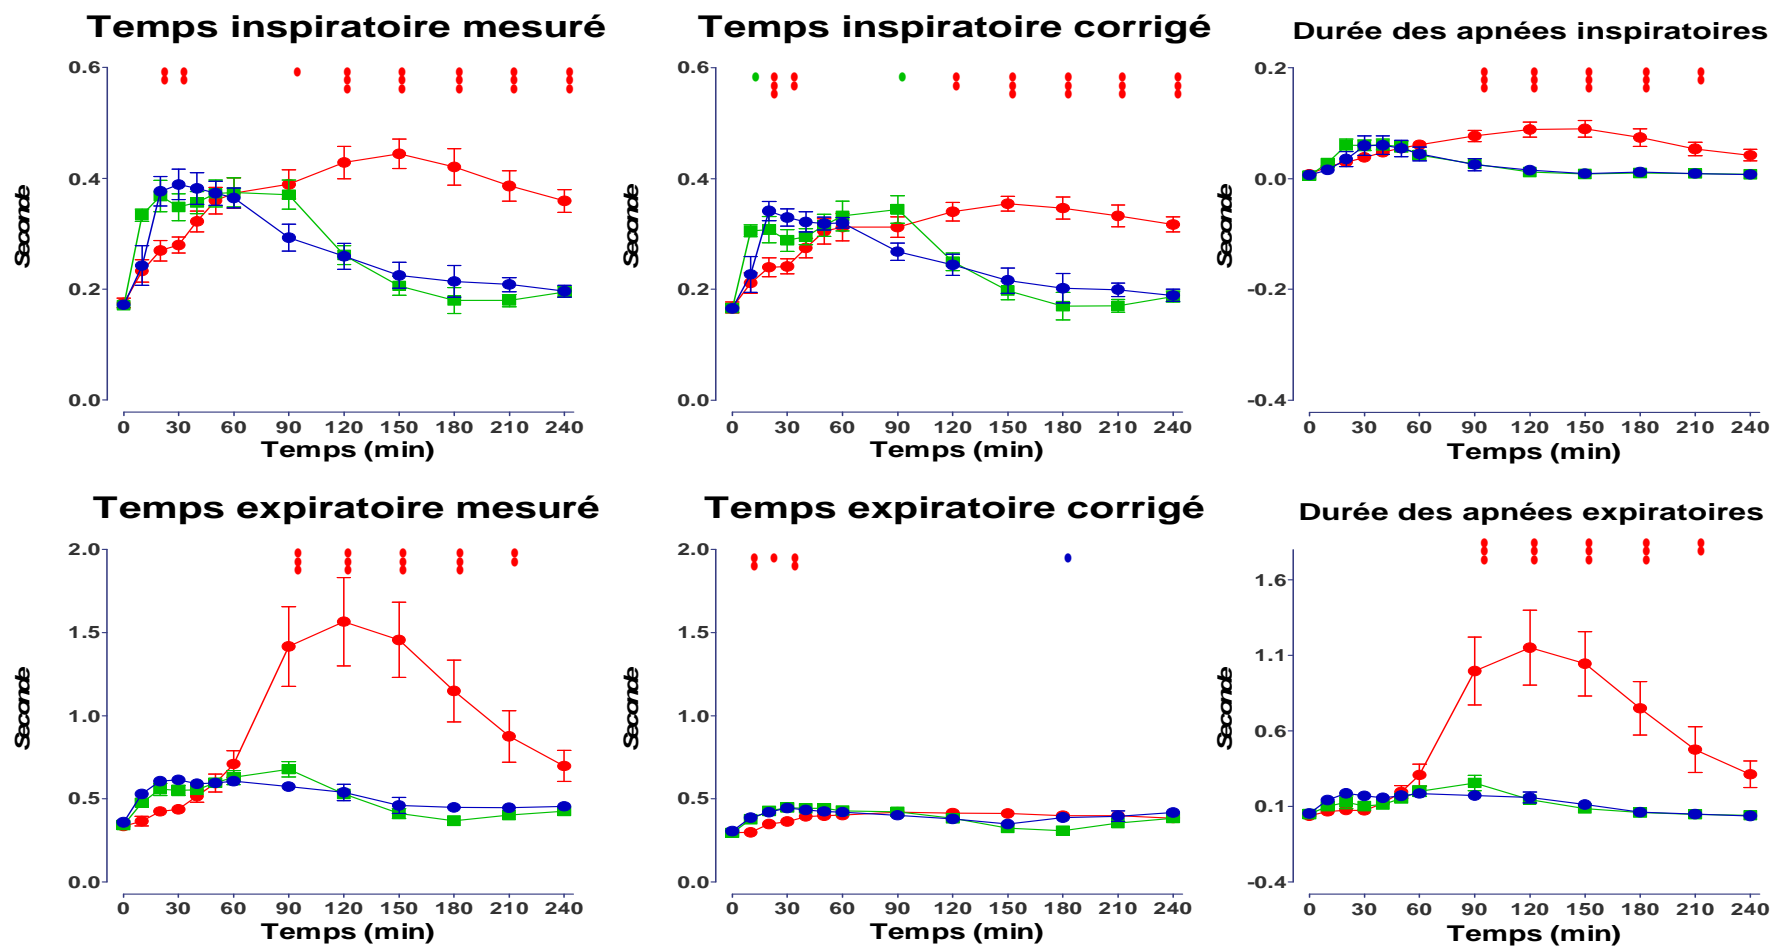 Temps inspiratoire mesuré
0.6
0.4
0.2
0.0
Seconde
0 30 60 90 120 150 180 210 240
Temps (min)
Temps inspiratoire corrigé
0.6
0.4
0.2
0.0
Seconde
0 30 60 90 120 150 180 210 240
Temps (min)
Durée des apnées inspiratoires
0.2
0.0
-0.2
-0.4
Seconde
0 30 60 90 120 150 180 210 240
Temps (min)
Temps expiratoire mesuré
2.0
1.5
1.0
0.5
0.0
Seconde
0 30 60 90 120 150 180 210 240
Temps (min)
Temps expiratoire corrigé
2.0
1.5
1.0
0.5
0.0
Seconde
0 30 60 90 120 150 180 210 240
Temps (min)
Durée des apnées expiratoires
1.6
1.1
0.6
0.1
-0.4
Seconde
0 30 60 90 120 150 180 210 240
Temps (min)